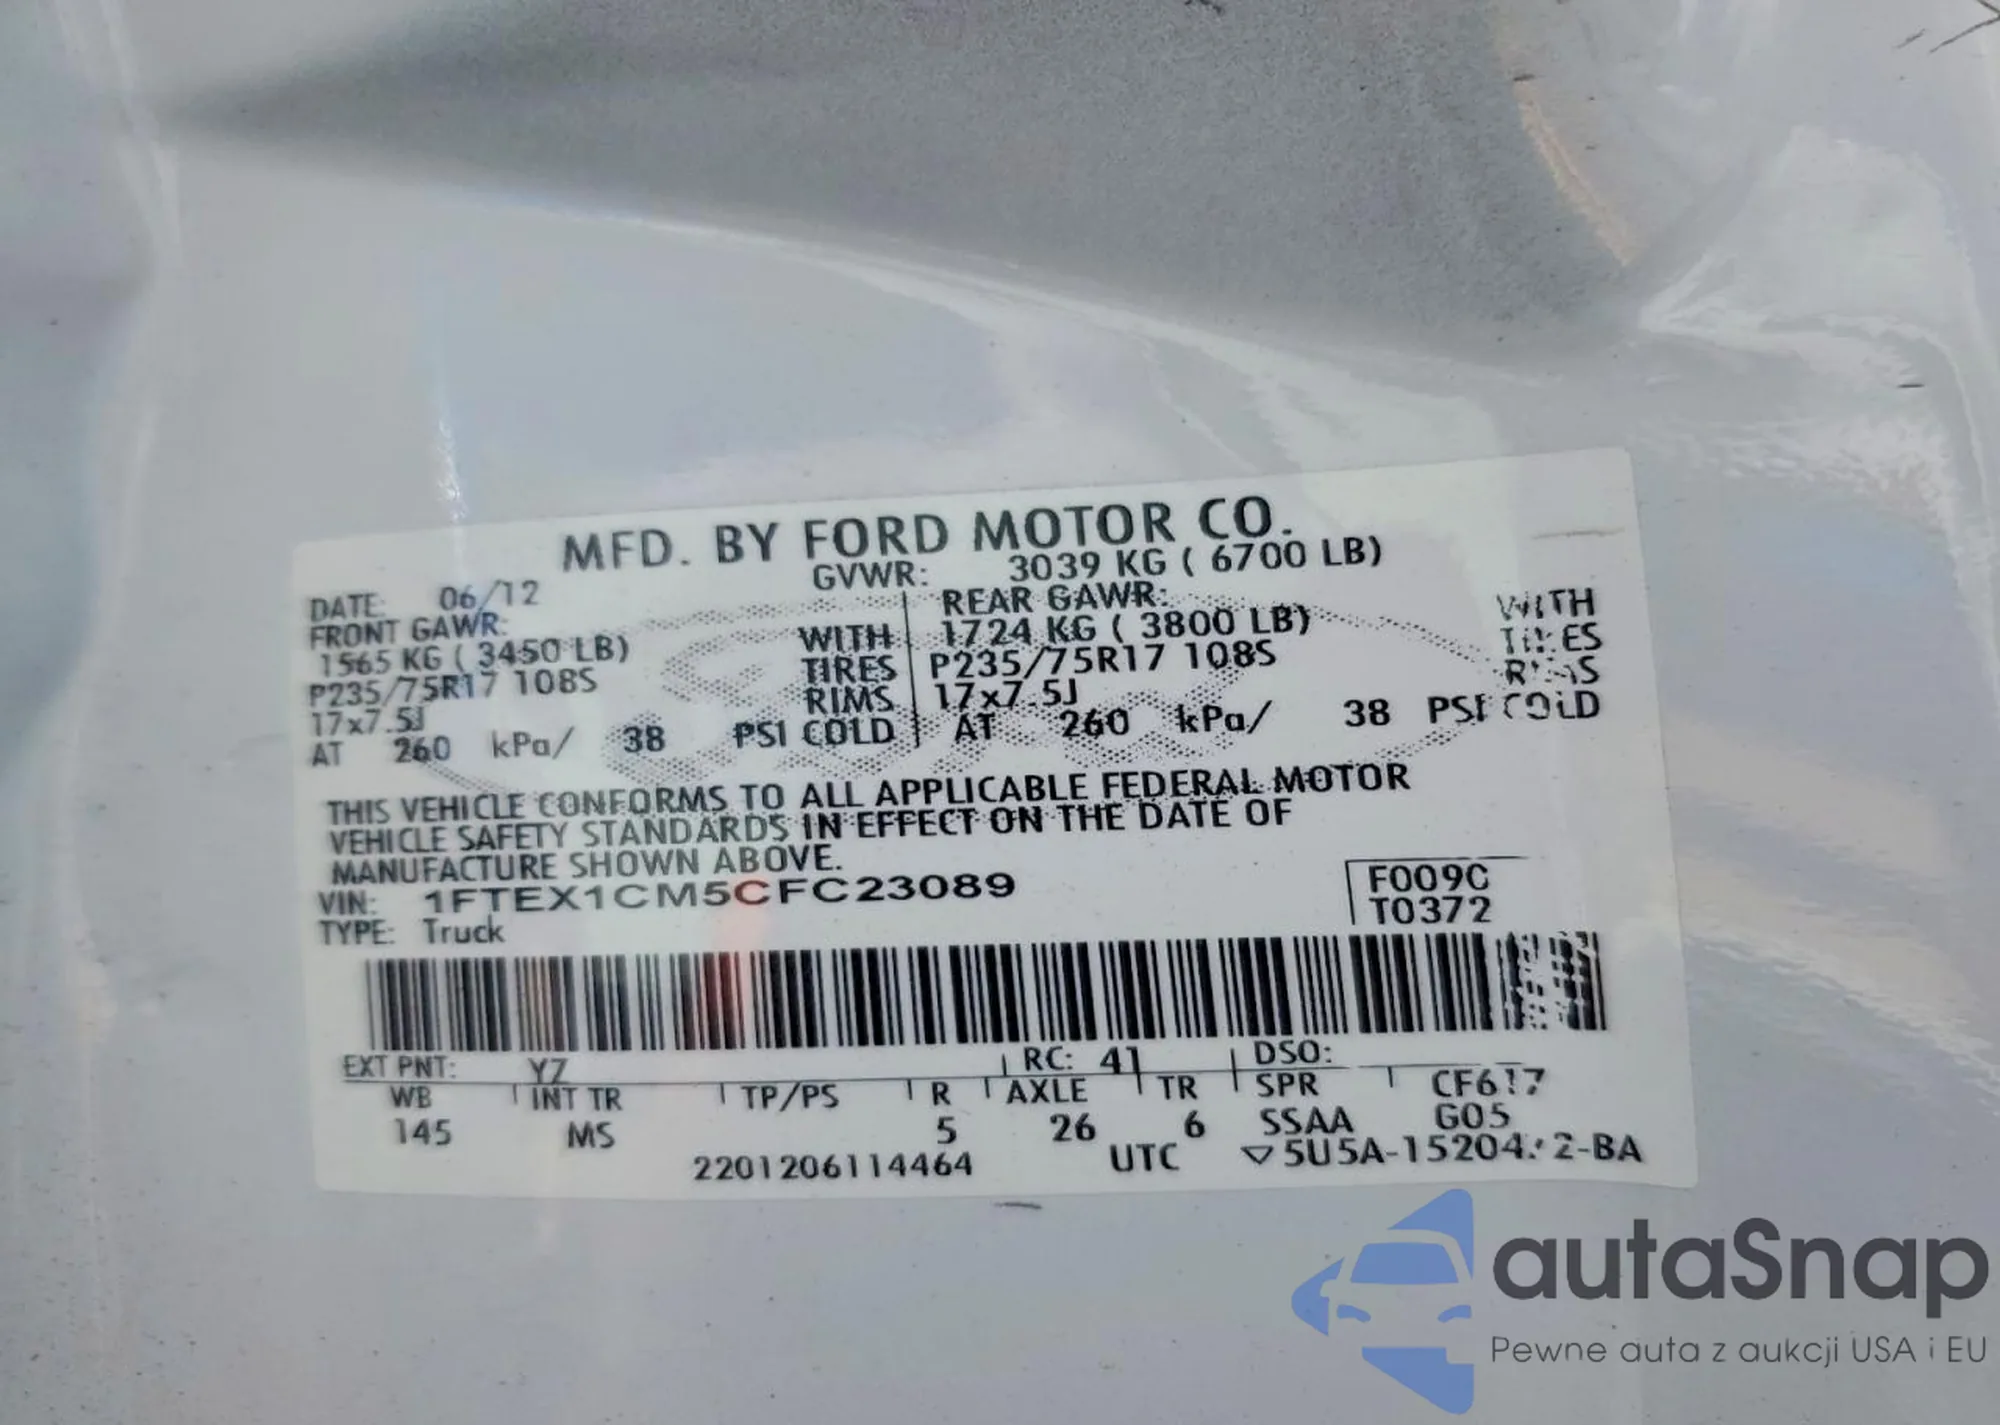 MFD. BY FORD MOTOR CO.
DATE: 06/12 GVWR: 3039 KG ( 6700 LB)
FRONT GAWR: REAR GAWR:
1565 KG ( 3450 LB) WITH 1724 KG ( 3800 LB) WITH
P235/75R17 108S TIRES P235/75R17 108S TIRES
17x7.5J RIMS 17x7.5J RIMS
AT 260 kPa/ 38 PSI COLD AT 260 kPa/ 38 PSI COLD
THIS VEHICLE CONFORMS TO ALL APPLICABLE FEDERAL MOTOR
VEHICLE SAFETY STANDARDS IN EFFECT ON THE DATE OF
MANUFACTURE SHOWN ABOVE.
VIN: 1FTEX1CM5CFC23089 F009C
TYPE: Truck T0372
EXT PNT: YZ RC: 41 DSO:
WB INT TR TP/PS R AXLE TR SPR
145 MS 5 26 6 SSAA G05
2201206114464 UTC
autaSnap
Pewne auta z aukcji USA i EU